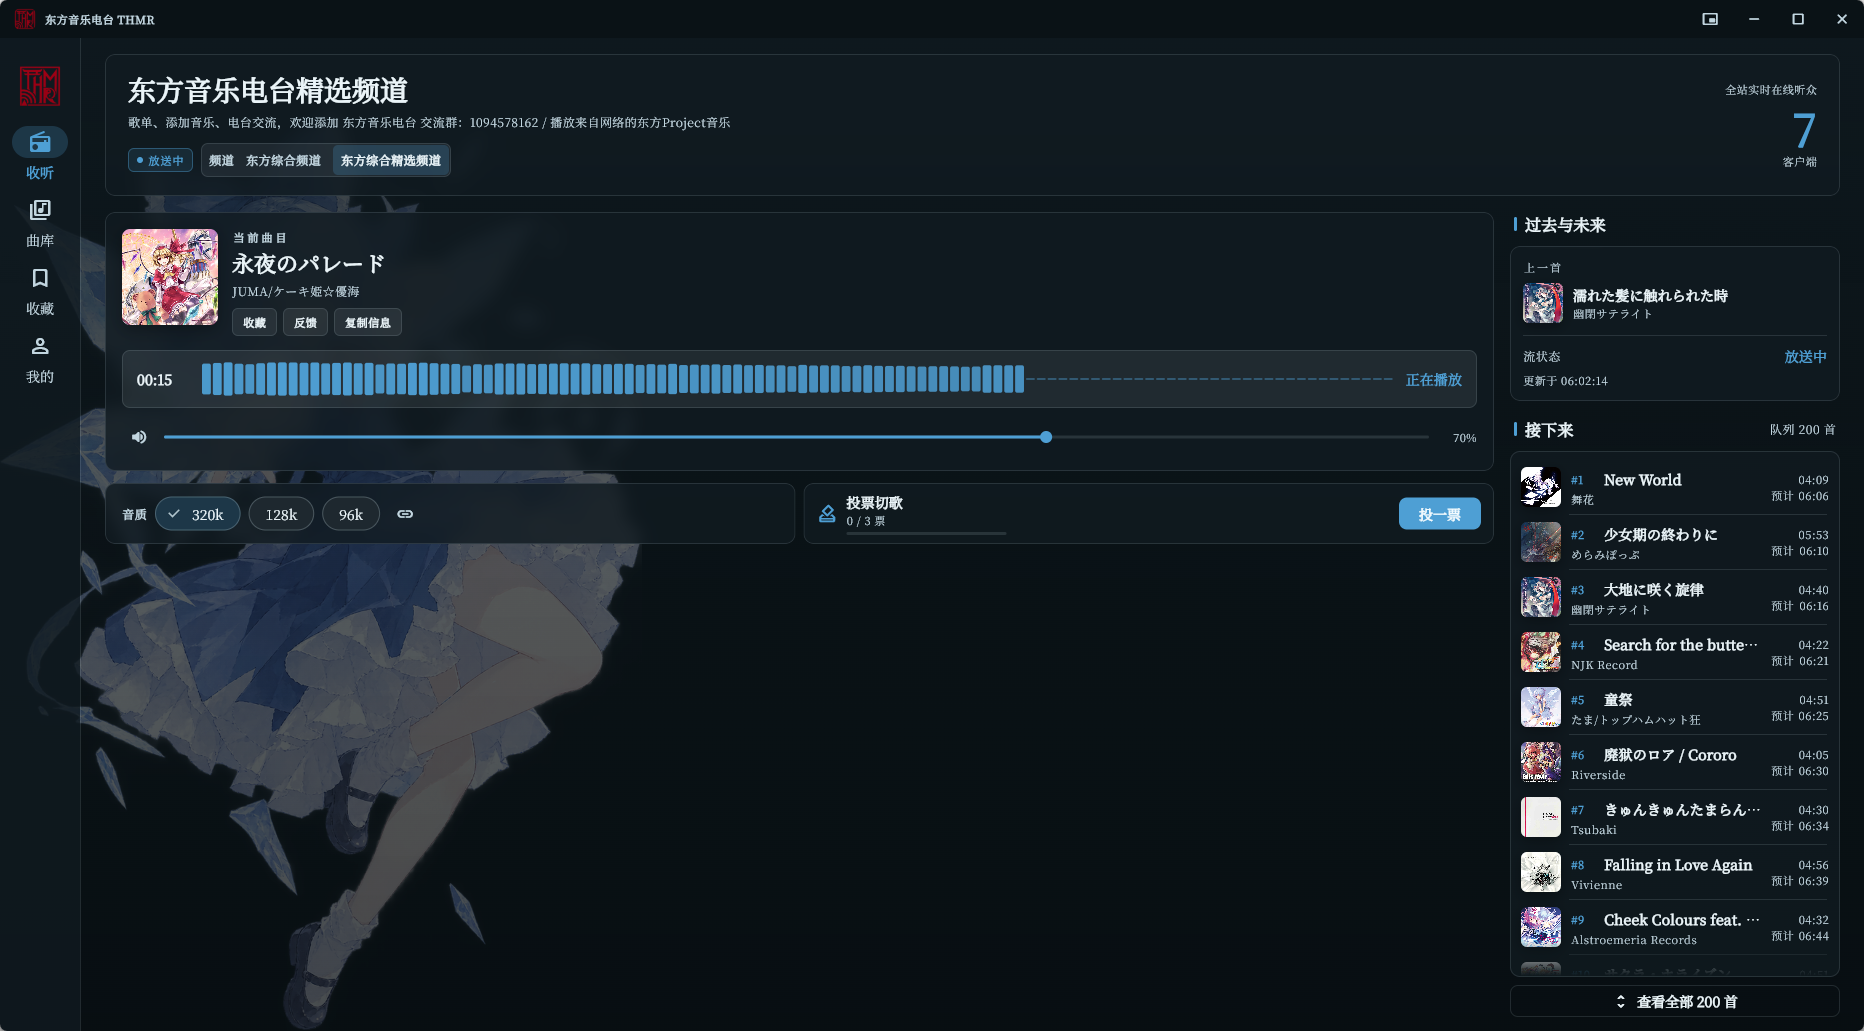 东方音乐电台 THMR
收听
曲库
收藏
我的
东方音乐电台精选频道
歌单、添加音乐、电台交流，欢迎添加 东方音乐电台 交流群：1094578162 / 播放来自网络的东方Project音乐
放送中
频道 东方综合频道 东方综合精选频道
全站实时在线听众
7
客户端
当前曲目
永夜のパレード
JUMA/ケーキ姫☆優海
收藏 反馈 复制信息
00:15 正在播放
70%
音质 320k 128k 96k
投票切歌
0 / 3 票
投一票
过去与未来
上一首
濡れた髪に触れられた時
幽閉サテライト
流状态 放送中
更新于 06:02:14
接下来 队列 200 首
#1 New World 04:09
舞花 预计 06:06
#2 少女期の終わりに 05:53
めらみぽっぷ 预计 06:10
#3 大地に咲く旋律 04:40
幽閉サテライト 预计 06:16
#4 Search for the butte… 04:22
NJK Record 预计 06:21
#5 童祭 04:51
たま/トップハムハット狂 预计 06:25
#6 廃獄のロア / Cororo 04:05
Riverside 预计 06:30
#7 きゅんきゅんたまらん… 04:30
Tsubaki 预计 06:34
#8 Falling in Love Again 04:56
Vivienne 预计 06:39
#9 Cheek Colours feat. … 04:32
Alstroemeria Records 预计 06:44
查看全部 200 首